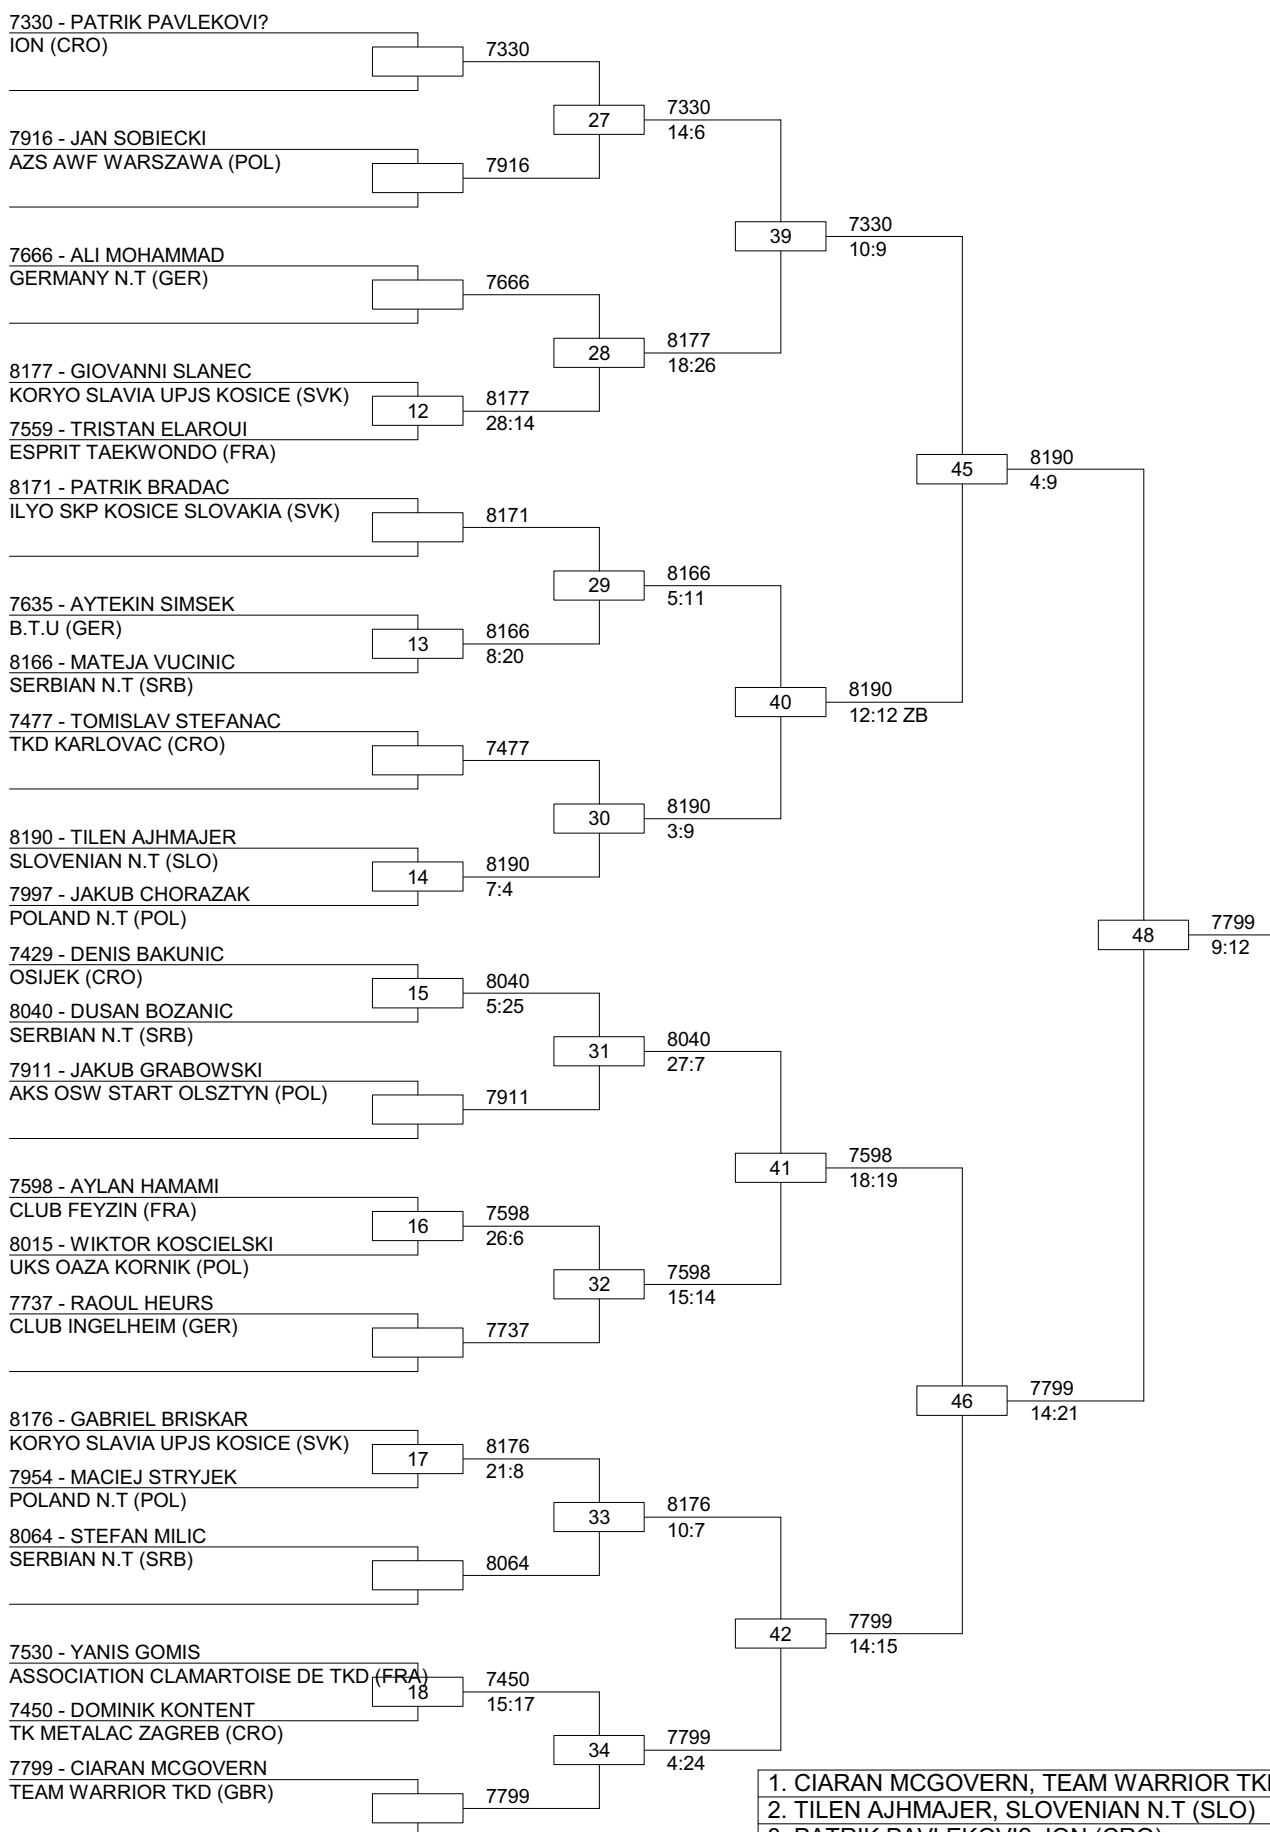 7330 - PATRIK PAVLEKOVI?
ION (CRO)
7330
27
7330
14:6
7916 - JAN SOBIECKI
AZS AWF WARSZAWA (POL)
7916
39
7330
10:9
7666 - ALI MOHAMMAD
GERMANY N.T (GER)
7666
28
8177
18:26
8177 - GIOVANNI SLANEC
KORYO SLAVIA UPJS KOSICE (SVK)
12
8177
28:14
7559 - TRISTAN ELAROUI
ESPRIT TAEKWONDO (FRA)
45
8190
4:9
8171 - PATRIK BRADAC
ILYO SKP KOSICE SLOVAKIA (SVK)
8171
29
8166
5:11
7635 - AYTEKIN SIMSEK
B.T.U (GER)
13
8166
8:20
8166 - MATEJA VUCINIC
SERBIAN N.T (SRB)
40
8190
12:12 ZB
7477 - TOMISLAV STEFANAC
TKD KARLOVAC (CRO)
7477
30
8190
3:9
8190 - TILEN AJHMAJER
SLOVENIAN N.T (SLO)
14
8190
7:4
7997 - JAKUB CHORAZAK
POLAND N.T (POL)
48
7799
9:12
7429 - DENIS BAKUNIC
OSIJEK (CRO)
15
8040
5:25
8040 - DUSAN BOZANIC
SERBIAN N.T (SRB)
31
8040
27:7
7911 - JAKUB GRABOWSKI
AKS OSW START OLSZTYN (POL)
7911
41
7598
18:19
7598 - AYLAN HAMAMI
CLUB FEYZIN (FRA)
16
7598
26:6
8015 - WIKTOR KOSCIELSKI
UKS OAZA KORNIK (POL)
32
7598
15:14
7737 - RAOUL HEURS
CLUB INGELHEIM (GER)
7737
46
7799
14:21
8176 - GABRIEL BRISKAR
KORYO SLAVIA UPJS KOSICE (SVK)
17
8176
21:8
7954 - MACIEJ STRYJEK
POLAND N.T (POL)
33
8176
10:7
8064 - STEFAN MILIC
SERBIAN N.T (SRB)
8064
42
7799
14:15
7530 - YANIS GOMIS
ASSOCIATION CLAMARTOISE DE TKD (FRA)
18
7450
15:17
7450 - DOMINIK KONTENT
TK METALAC ZAGREB (CRO)
34
7799
4:24
7799 - CIARAN MCGOVERN
TEAM WARRIOR TKD (GBR)
7799
1. CIARAN MCGOVERN, TEAM WARRIOR TK
2. TILEN AJHMAJER, SLOVENIAN N.T (SLO)
3. PATRIK PAVLEKOVI?, ION (CRO)